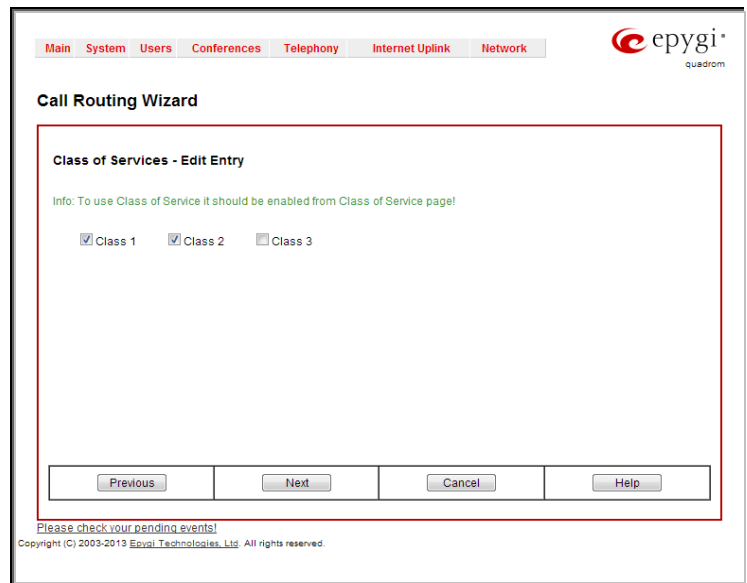 Main System Users Conferences Telephony Internet Uplink Network
epygi
quadrom
Call Routing Wizard
Class of Services - Edit Entry
Info: To use Class of Service it should be enabled from Class of Service page!
Class 1 Class 2 Class 3
Previous Next Cancel Help
Please check your pending events!
Copyright (C) 2003-2013 Epygi Technologies, Ltd. All rights reserved.